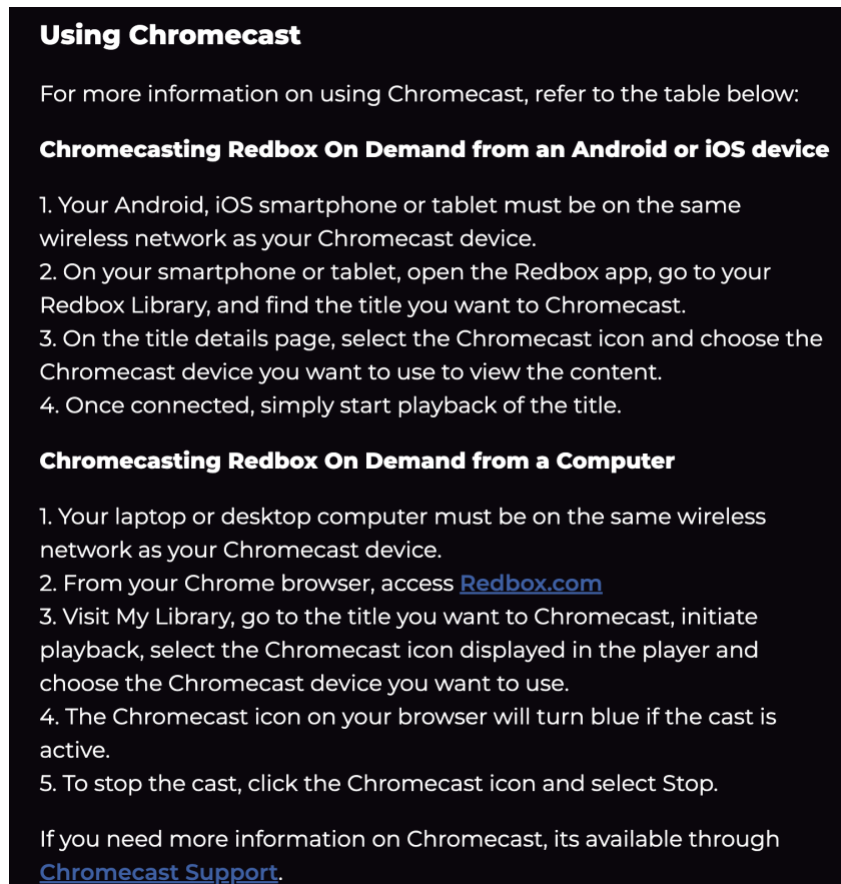 Using Chromecast
For more information on using Chromecast, refer to the table below:
Chromecasting Redbox On Demand from an Android or iOS device
1. Your Android, iOS smartphone or tablet must be on the same
wireless network as your Chromecast device.
2. On your smartphone or tablet, open the Redbox app, go to your
Redbox Library, and find the title you want to Chromecast.
3. On the title details page, select the Chromecast icon and choose the
Chromecast device you want to use to view the content.
4. Once connected, simply start playback of the title.
Chromecasting Redbox On Demand from a Computer
1. Your laptop or desktop computer must be on the same wireless
network as your Chromecast device.
2. From your Chrome browser, access Redbox.com
3. Visit My Library, go to the title you want to Chromecast, initiate
playback, select the Chromecast icon displayed in the player and
choose the Chromecast device you want to use.
4. The Chromecast icon on your browser will turn blue if the cast is
active.
5. To stop the cast, click the Chromecast icon and select Stop.
If you need more information on Chromecast, its available through
Chromecast Support.